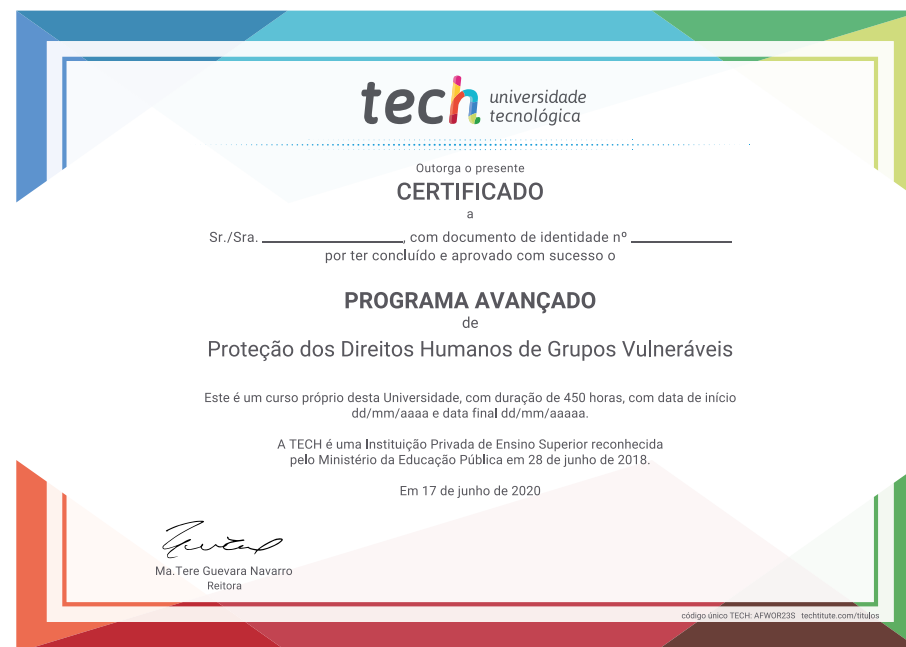 tech universidade
tecnológica
Outorga o presente
CERTIFICADO
a
Sr./Sra. ____________, com documento de identidade nº ____________
por ter concluído e aprovado com sucesso o
PROGRAMA AVANÇADO
de
Proteção dos Direitos Humanos de Grupos Vulneráveis
Este é um curso próprio desta Universidade, com duração de 450 horas, com data de início
dd/mm/aaaa e data final dd/mm/aaaaa.
A TECH é uma Instituição Privada de Ensino Superior reconhecida
pelo Ministério da Educação Pública em 28 de junho de 2018.
Em 17 de junho de 2020
Ma.Tere Guevara Navarro
Reitora
código único TECH: AFWOR23S techtitute.com/titulos